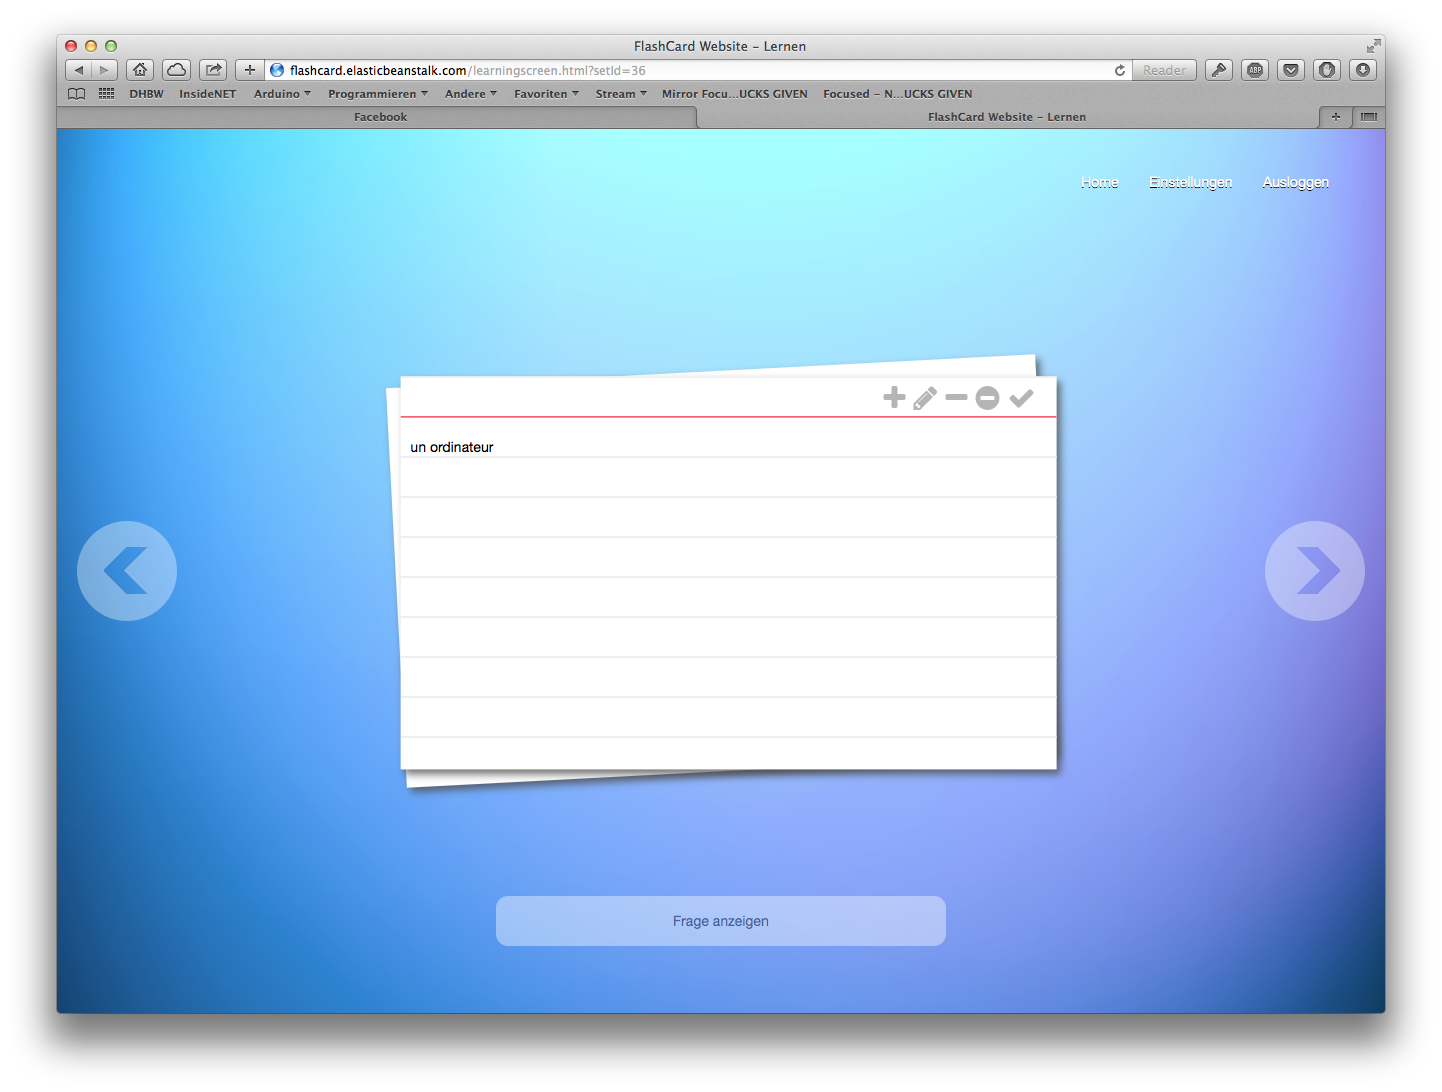 FlashCard Website – Lernen
flashcard.elasticbeanstalk.com/learningscreen.html?setId=36
Reader
ABP
DHBW InsideNET Arduino Programmieren Andere Favoriten Stream Mirror Focu...UCKS GIVEN Focused – N...UCKS GIVEN
Facebook FlashCard Website – Lernen
Home Einstellungen Ausloggen
un ordinateur
Frage anzeigen